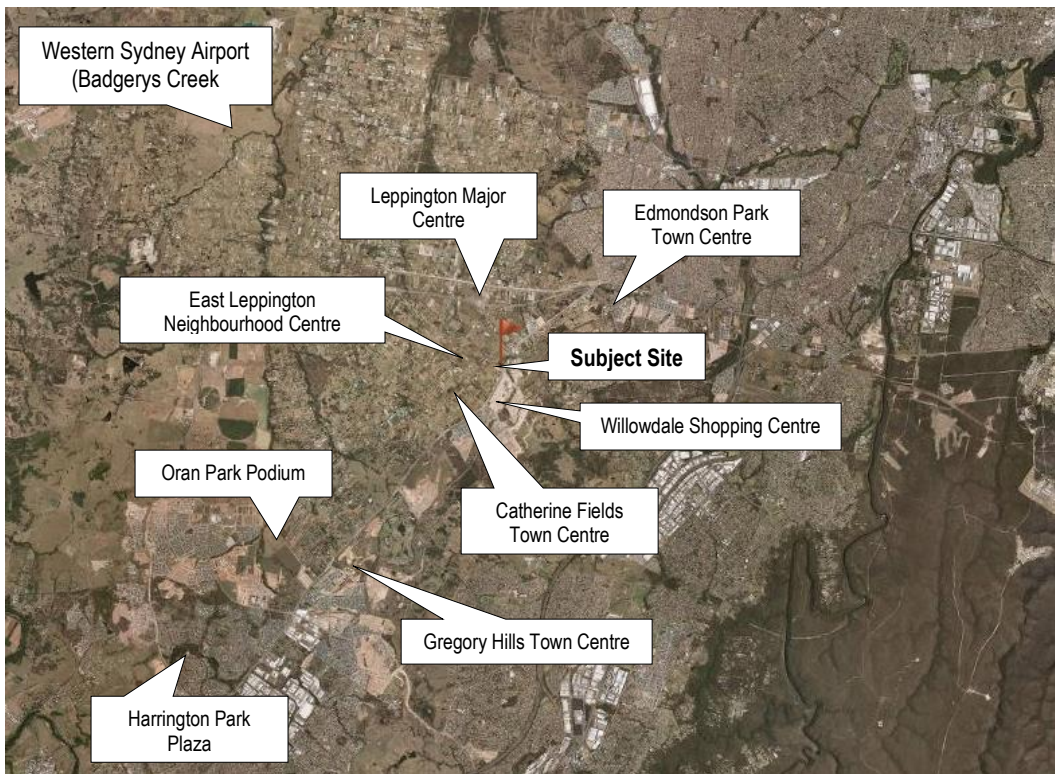 Western Sydney Airport
(Badgerys Creek
Leppington Major
Centre
Edmondson Park
Town Centre
East Leppington
Neighbourhood Centre
Subject Site
Willowdale Shopping Centre
Oran Park Podium
Catherine Fields
Town Centre
Gregory Hills Town Centre
Harrington Park
Plaza